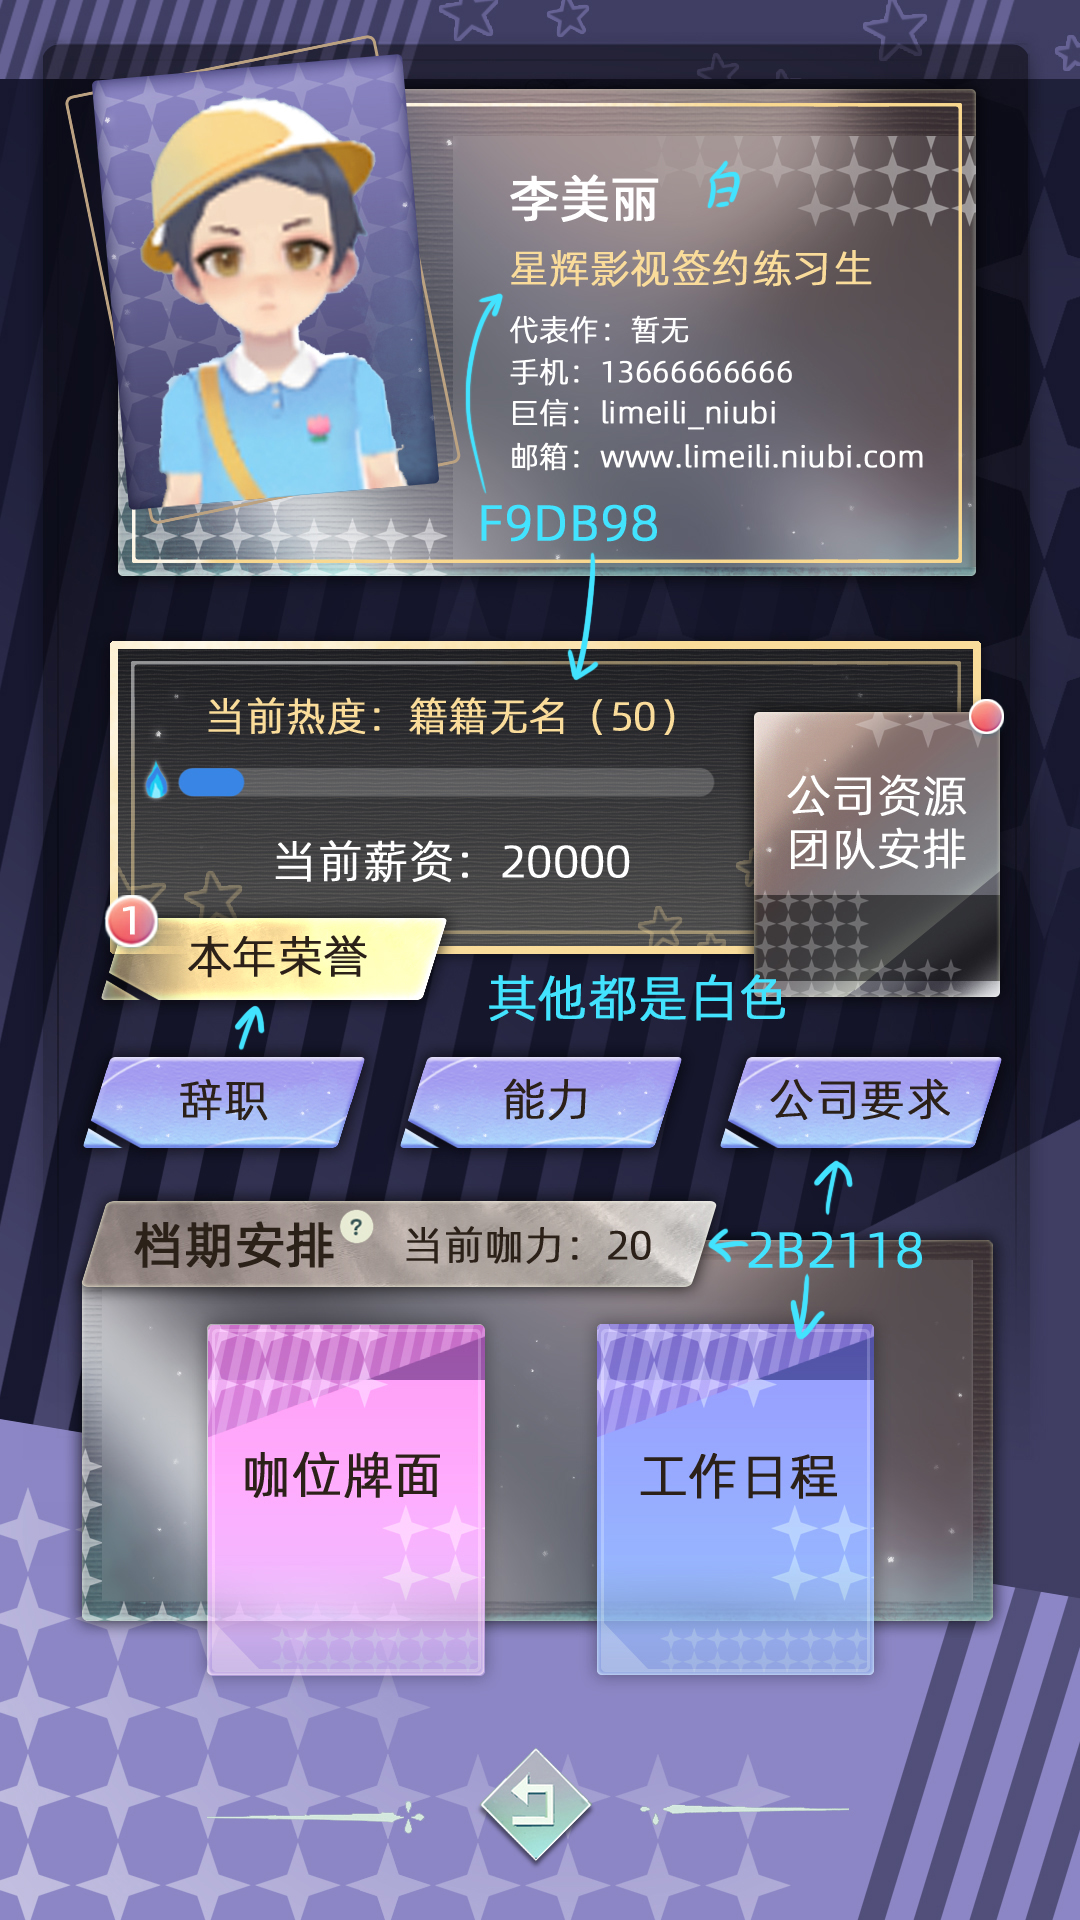 李美丽 白
星辉影视签约练习生
代表作：暂无
手机：13666666666
巨信：limeili_niubi
邮箱：www.limeili.niubi.com
F9DB98
当前热度：籍籍无名（50）
公司资源
团队安排
当前薪资：20000
1
本年荣誉
其他都是白色
辞职
能力
公司要求
档期安排 ? 当前咖力：20
2B2118
咖位牌面
工作日程